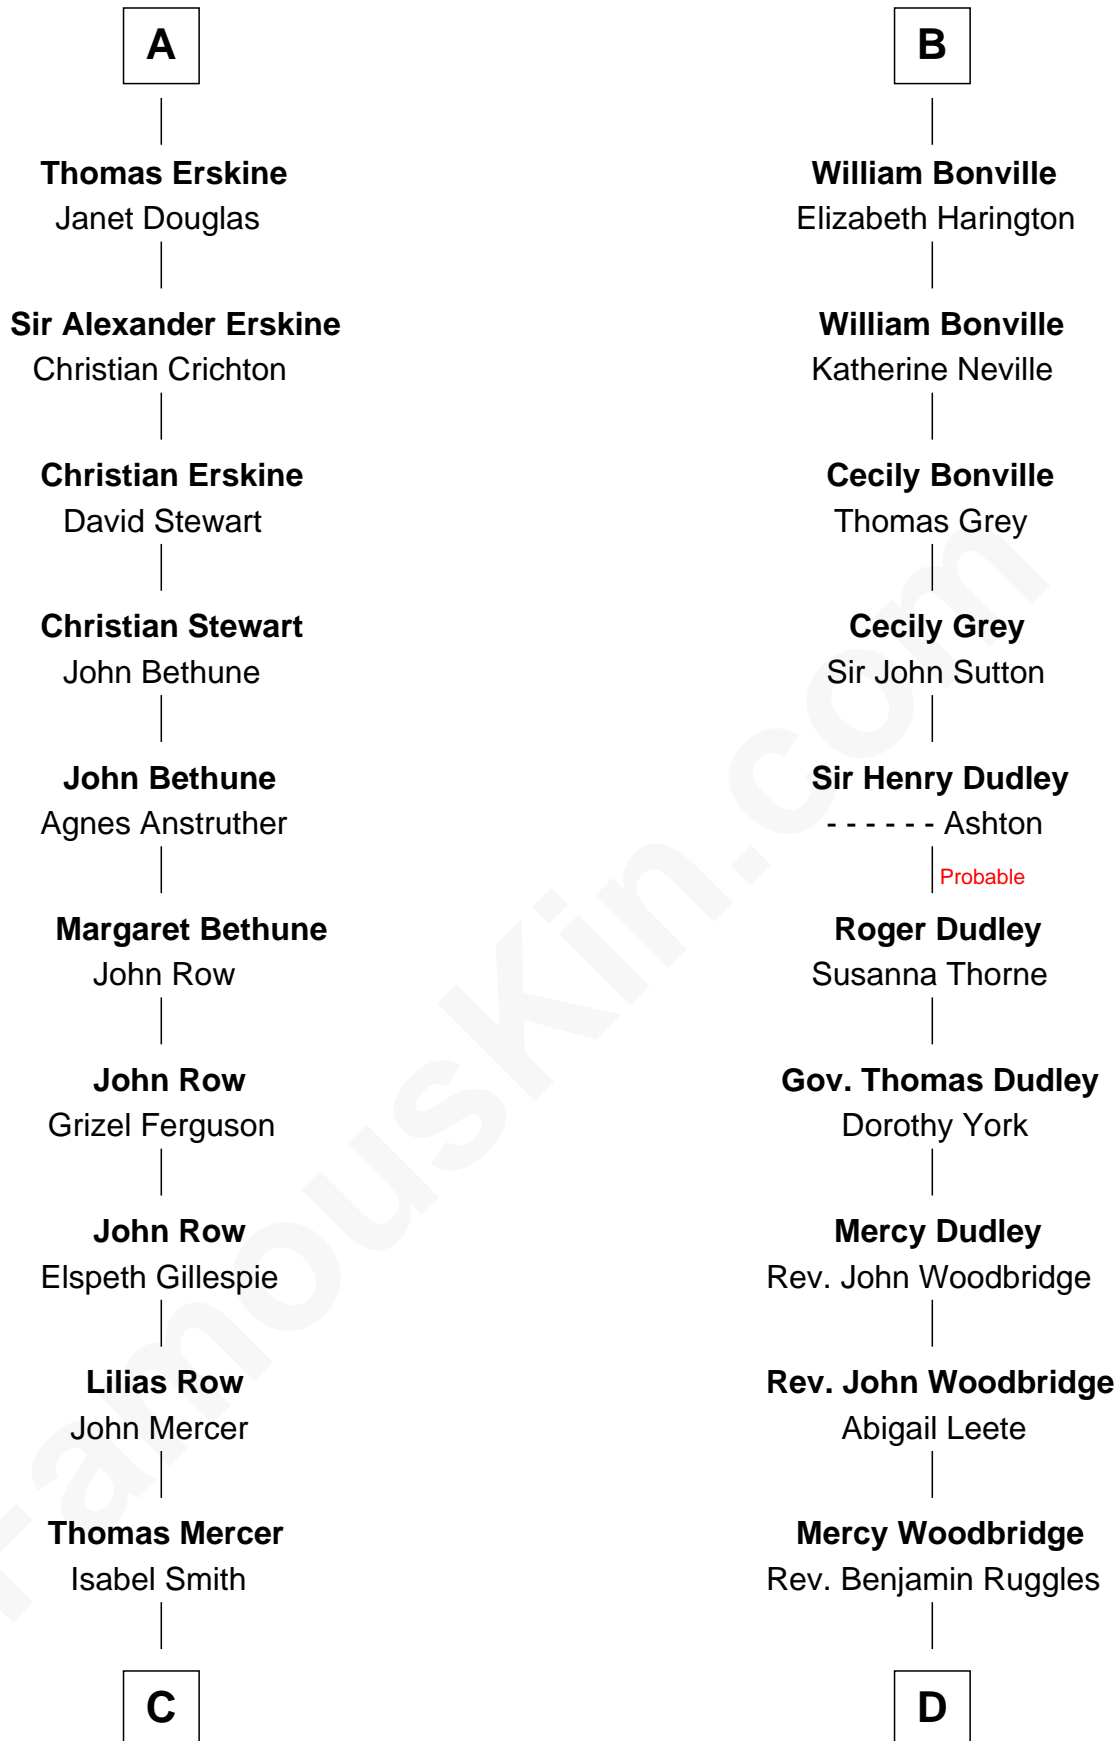 A
Thomas Erskine
Janet Douglas
Sir Alexander Erskine
Christian Crichton
Christian Erskine
David Stewart
Christian Stewart
John Bethune
John Bethune
Agnes Anstruther
Margaret Bethune
John Row
John Row
Grizel Ferguson
John Row
Elspeth Gillespie
Lilias Row
John Mercer
Thomas Mercer
Isabel Smith
C
B
William Bonville
Elizabeth Harington
William Bonville
Katherine Neville
Cecily Bonville
Thomas Grey
Cecily Grey
Sir John Sutton
Sir Henry Dudley
- - - - - - Ashton
Probable
Roger Dudley
Susanna Thorne
Gov. Thomas Dudley
Dorothy York
Mercy Dudley
Rev. John Woodbridge
Rev. John Woodbridge
Abigail Leete
Mercy Woodbridge
Rev. Benjamin Ruggles
D
FamousKin.com